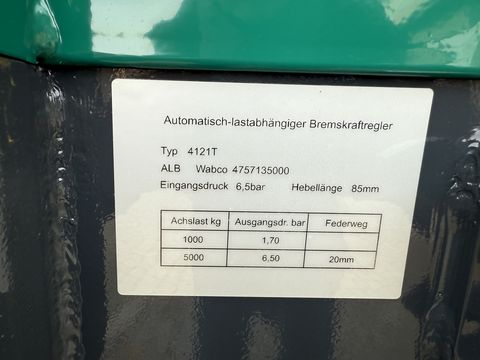 Automatisch-lastabhängiger Bremskraftregler
Typ 4121T
ALB Wabco 4757135000
Eingangsdruck 6,5bar Hebellänge 85mm
Achslast kg Ausgangsdr. bar Federweg
1000 1,70
5000 6,50 20mm